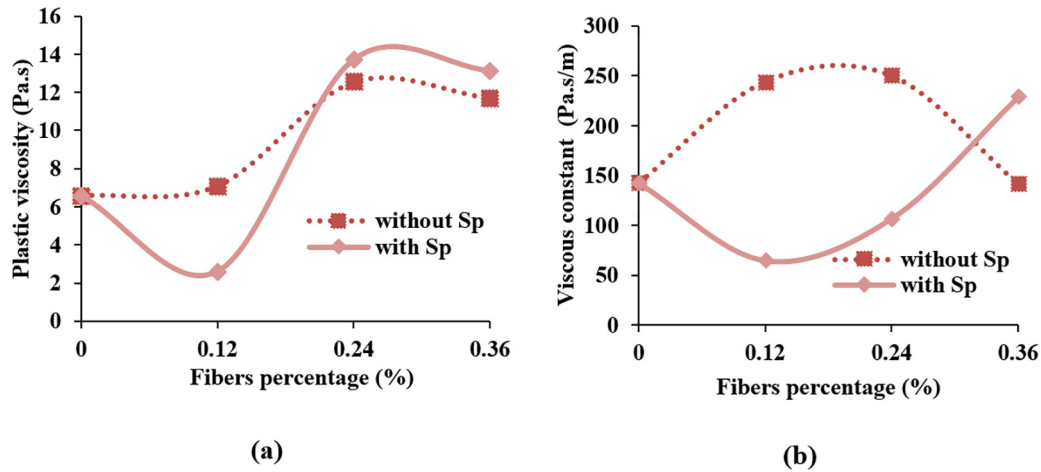 Plastic viscosity (Pa.s)
16
14
12
10
8
6
4
2
0
0 0.12 0.24 0.36
Fibers percentage (%)
without Sp
with Sp
(a)
Viscous constant (Pa.s/m)
300
250
200
150
100
50
0
0 0.12 0.24 0.36
Fibers percentage (%)
without Sp
with Sp
(b)